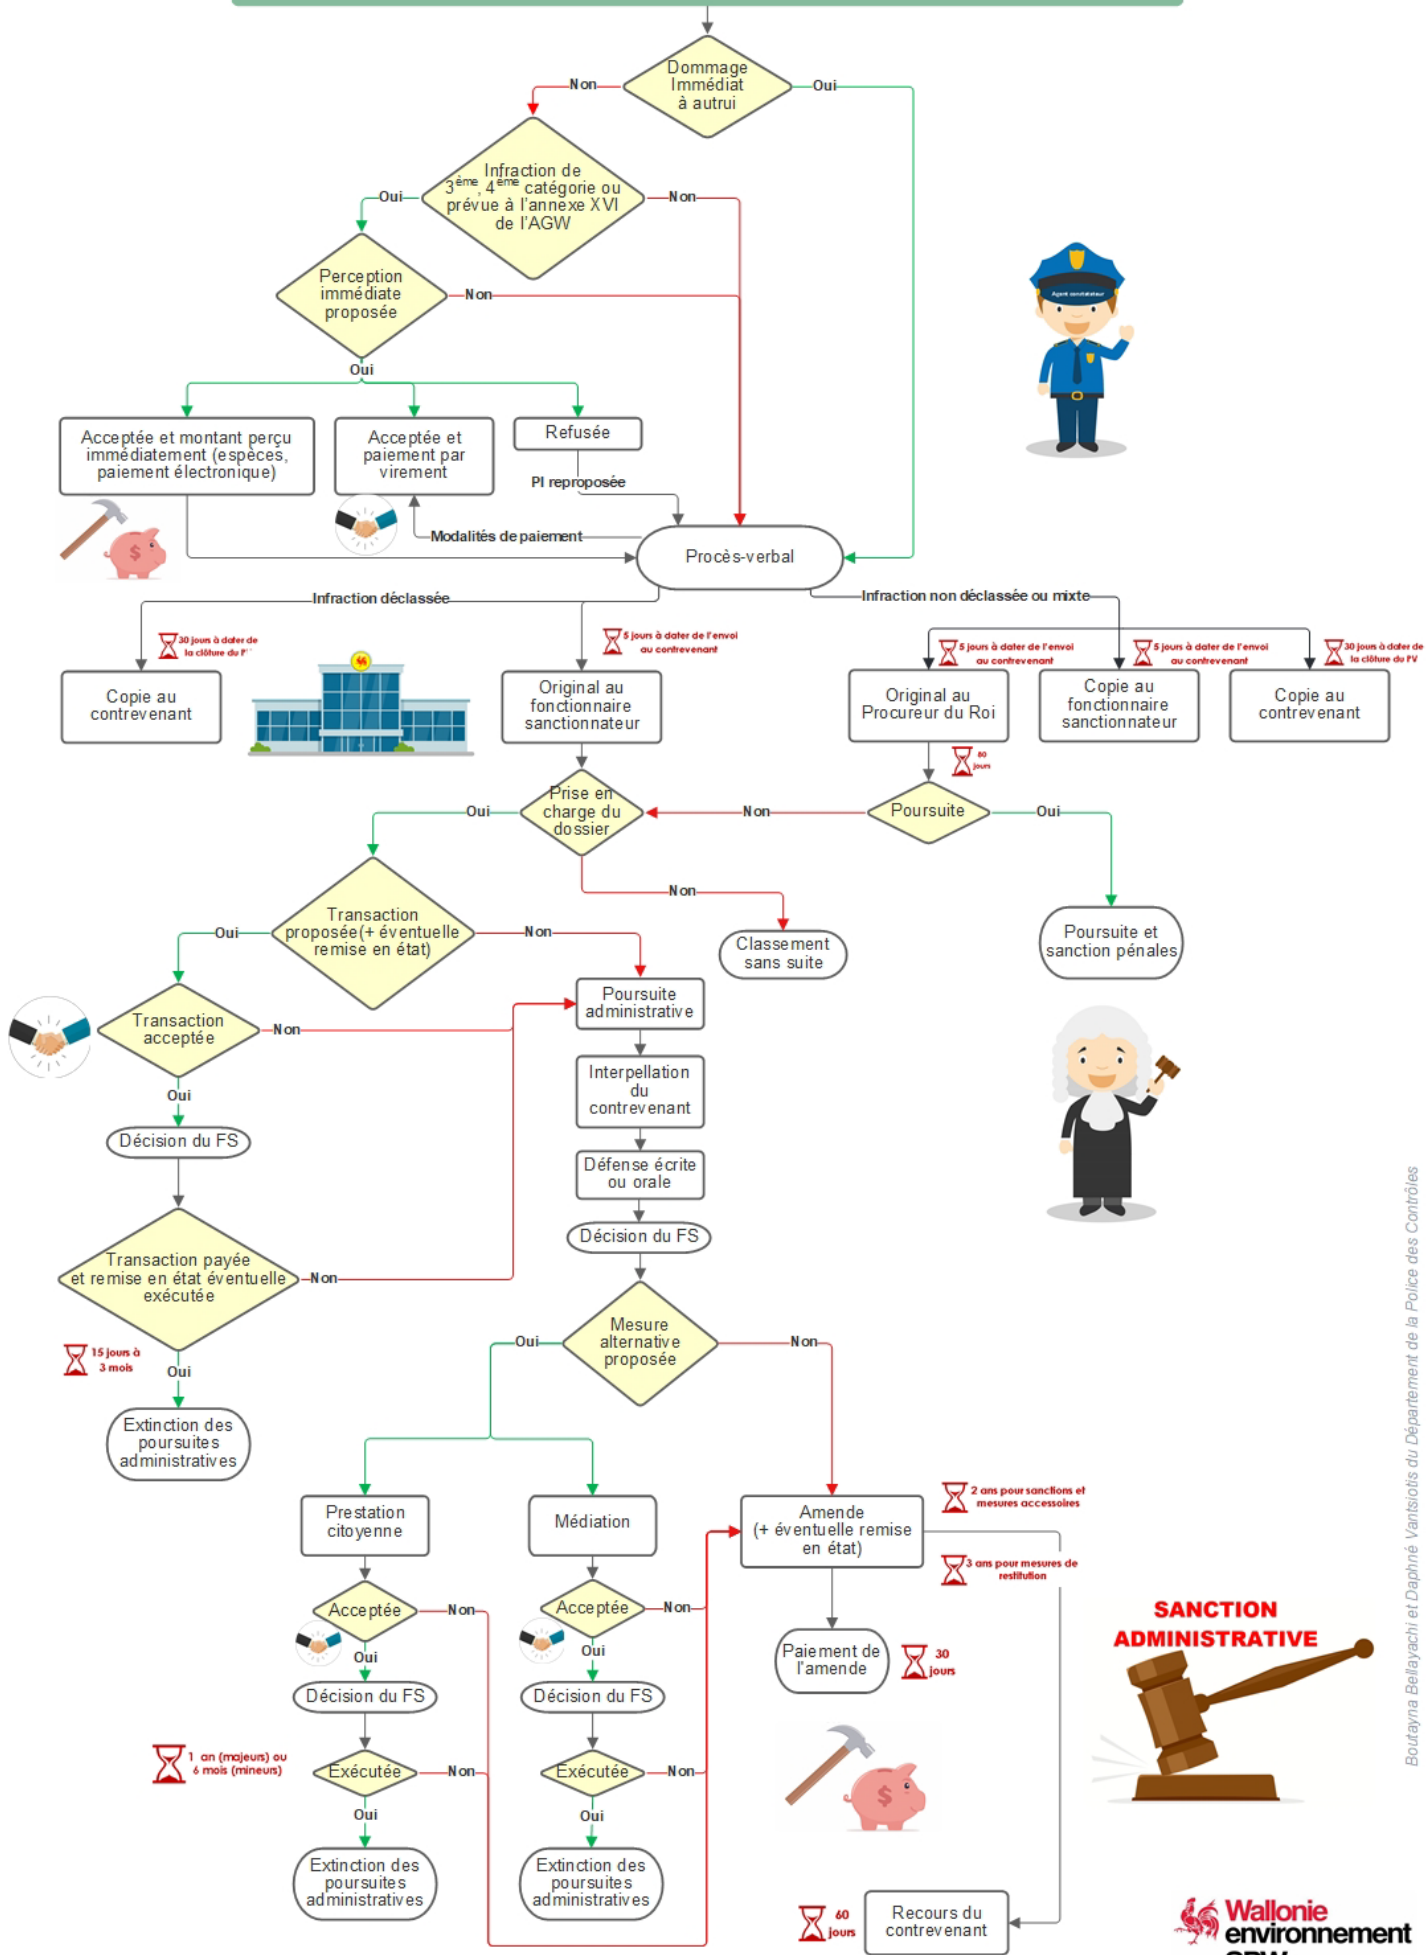 Dommage
Immédiat
à autrui
Non
Oui
Infraction de
3ème, 4ème catégorie ou
prévue à l'annexe XVI
de l'AGW
Oui
Non
Perception
immédiate
proposée
Non
Oui
Agent constatateur
Acceptée et montant perçu
immédiatement (espèces,
paiement électronique)
Acceptée et
paiement par
virement
Refusée
PI reproposée
Modalités de paiement
Procès-verbal
Infraction déclassée
Infraction non déclassée ou mixte
30 jours à dater de
la clôture du
5 jours à dater de l'envoi
au contrevenant
5 jours à dater de l'envoi
au contrevenant
5 jours à dater de l'envoi
au contrevenant
30 jours à dater de
la clôture du PV
Copie au
contrevenant
Original au
fonctionnaire
sanctionnateur
Original au
Procureur du Roi
Copie au
fonctionnaire
sanctionnateur
Copie au
contrevenant
jours
Prise en
charge du
dossier
Oui
Non
Poursuite
Oui
Non
Classement
sans suite
Poursuite et
sanction pénales
Transaction
proposée(+ éventuelle
remise en état)
Oui
Non
Poursuite
administrative
Transaction
acceptée
Non
Oui
Interpellation
du
contrevenant
Décision du FS
Défense écrite
ou orale
Décision du FS
Transaction payée
et remise en état éventuelle
exécutée
Non
15 jours à
3 mois
Oui
Extinction des
poursuites
administratives
Mesure
alternative
proposée
Oui
Non
Prestation
citoyenne
Médiation
Amende
(+ éventuelle remise
en état)
2 ans pour sanctions et
mesures accessoires
3 ans pour mesures de
restitution
Acceptée
Non
Oui
Acceptée
Non
Oui
Paiement de
l'amende
30
jours
Décision du FS
Décision du FS
1 an (majeurs) ou
6 mois (mineurs)
Exécutée
Non
Oui
Exécutée
Non
Oui
Extinction des
poursuites
administratives
Extinction des
poursuites
administratives
60
jours
Recours du
contrevenant
SANCTION
ADMINISTRATIVE
Boutayna Bellayachi et Daphné Vantsiotis du Département de la Police des Contrôles
Wallonie
environnement
SPW